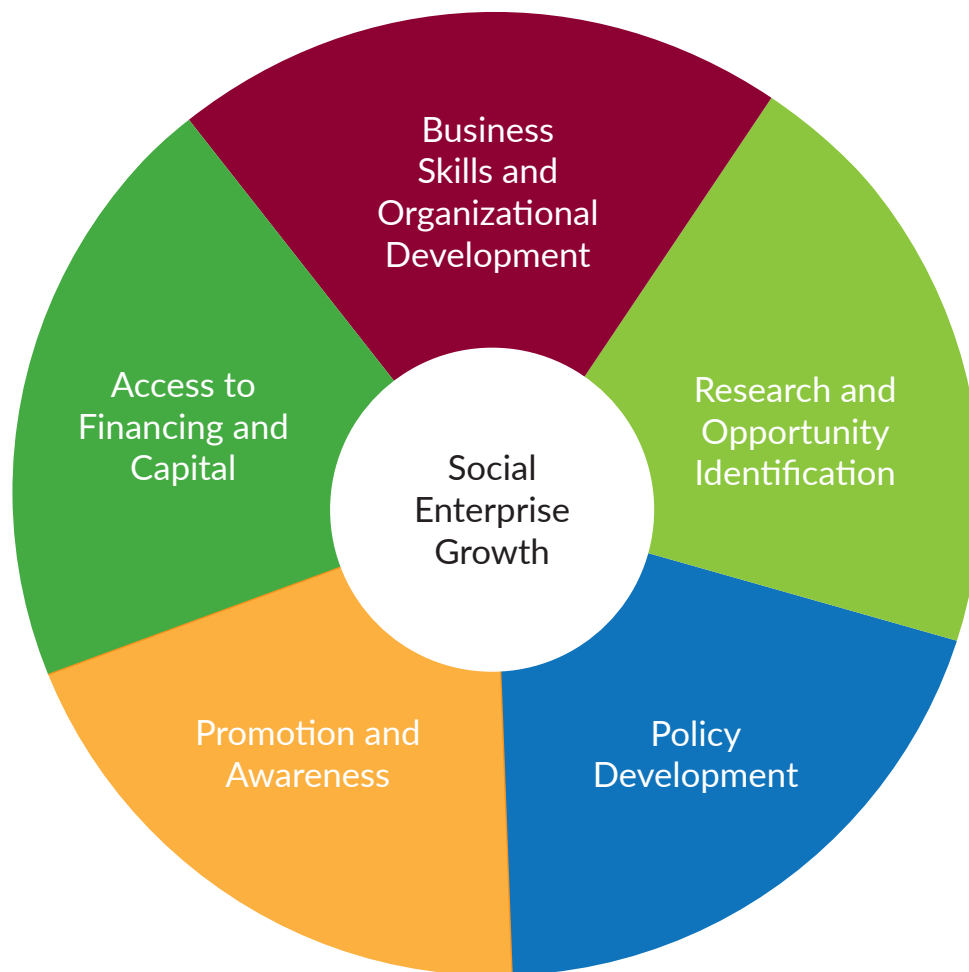 Business
Skills and
Organizational
Development
Access to
Financing and
Capital
Research and
Opportunity
Identification
Social
Enterprise
Growth
Promotion and
Awareness
Policy
Development